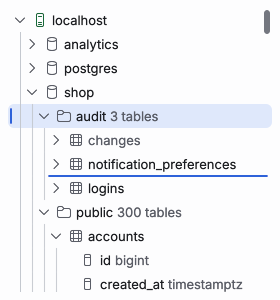 localhost
analytics
postgres
shop
audit 3 tables
changes
notification_preferences
logins
public 300 tables
accounts
id bigint
created_at timestamptz